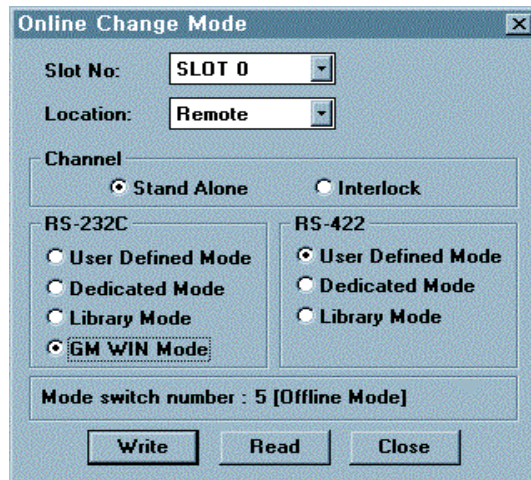 Online Change Mode
Slot No: SLOT 0
Location: Remote
Channel
Stand Alone Interlock
RS-232C RS-422
User Defined Mode User Defined Mode
Dedicated Mode Dedicated Mode
Library Mode Library Mode
GM WIN Mode
Mode switch number : 5 [Offline Mode]
Write Read Close